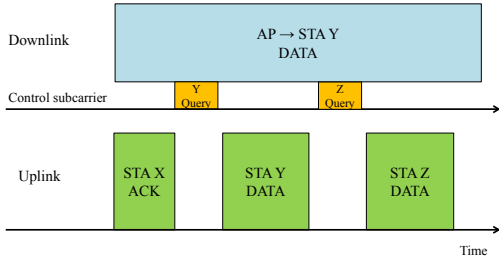 Downlink
AP → STA Y
DATA
Control subcarrier
Y
Query
Z
Query
Uplink
STA X
ACK
STA Y
DATA
STA Z
DATA
Time